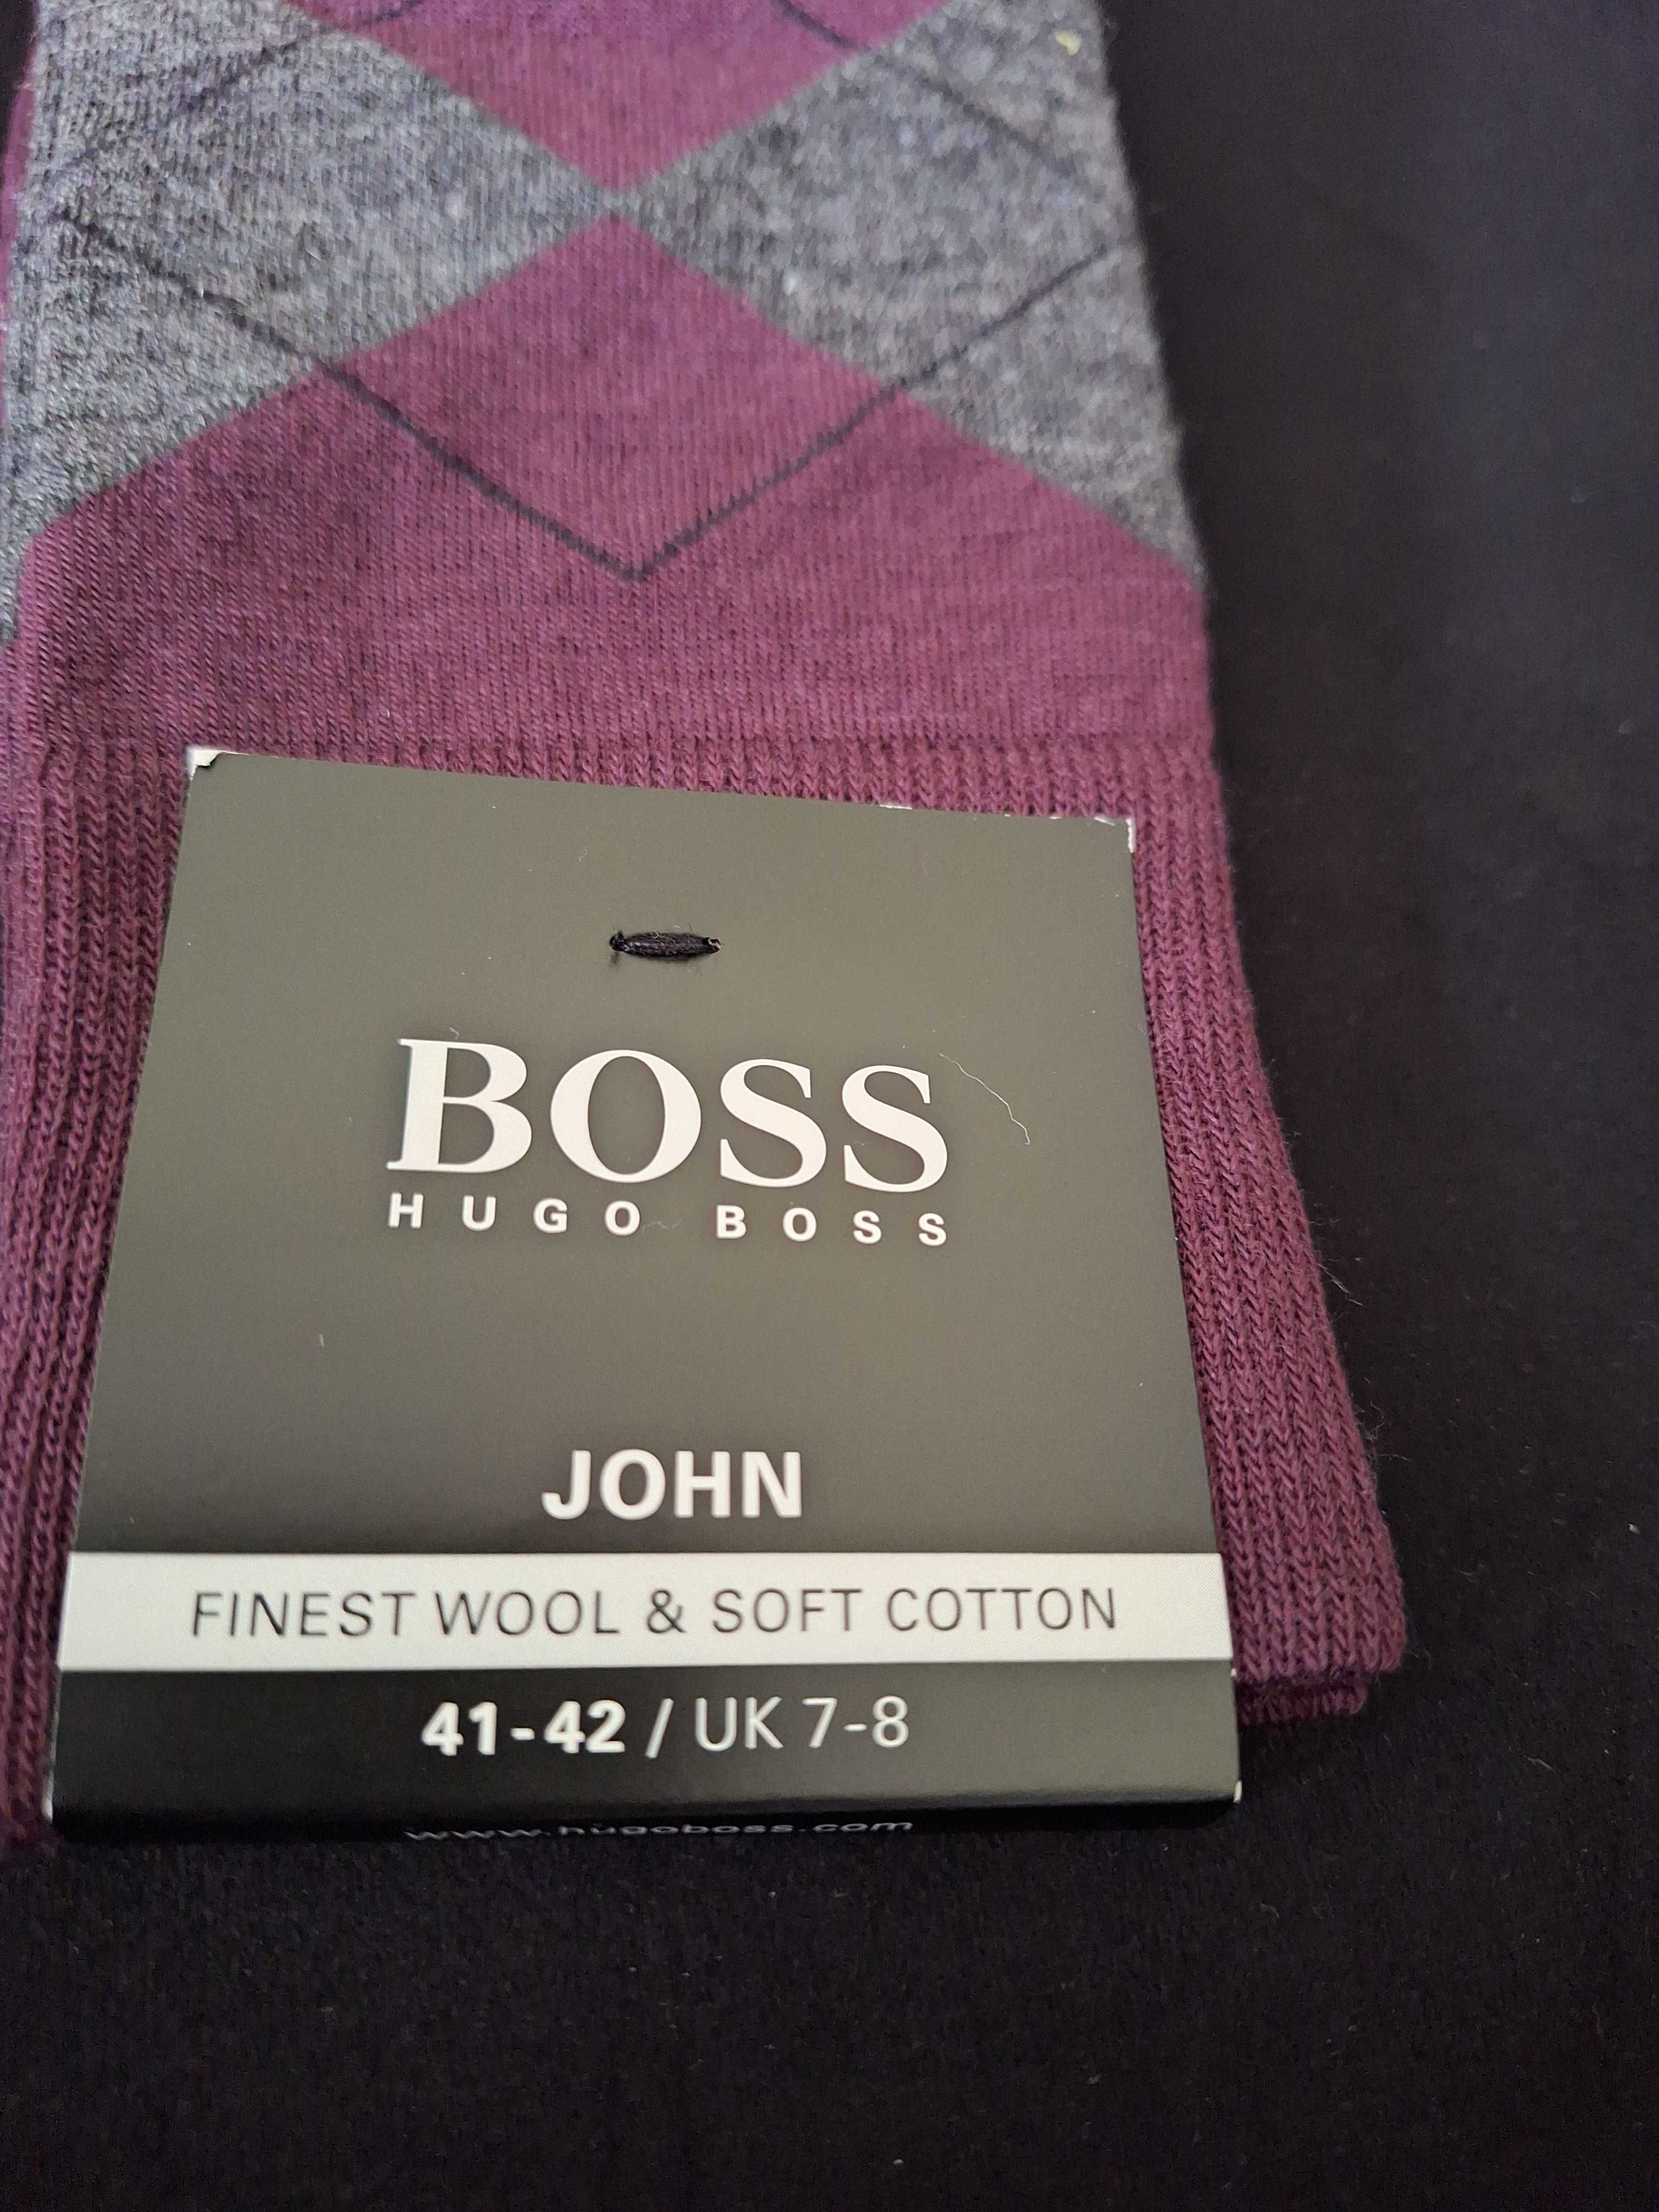 BOSS
HUGO BOSS
JOHN
FINEST WOOL & SOFT COTTON
41-42 / UK 7-8
www.hugoboss.com